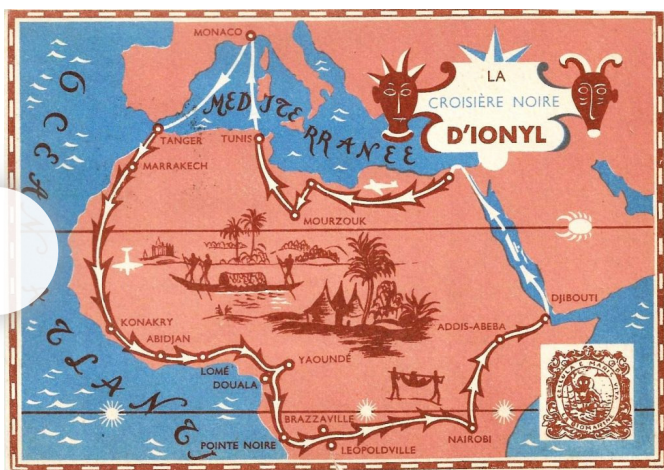 MONACO
LA
CROISIÈRE NOIRE
D'IONYL
MEDITERRANEE
OCEAN
TANGER
TUNIS
MARRAKECH
MOURZOUK
DJIBOUTI
KONAKRY
ADDIS-ABEBA
ABIDJAN
LOMÉ
YAOUNDÉ
DOUALA
BRAZZAVILLE
POINTE NOIRE
LEOPOLDVILLE
NAIROBI